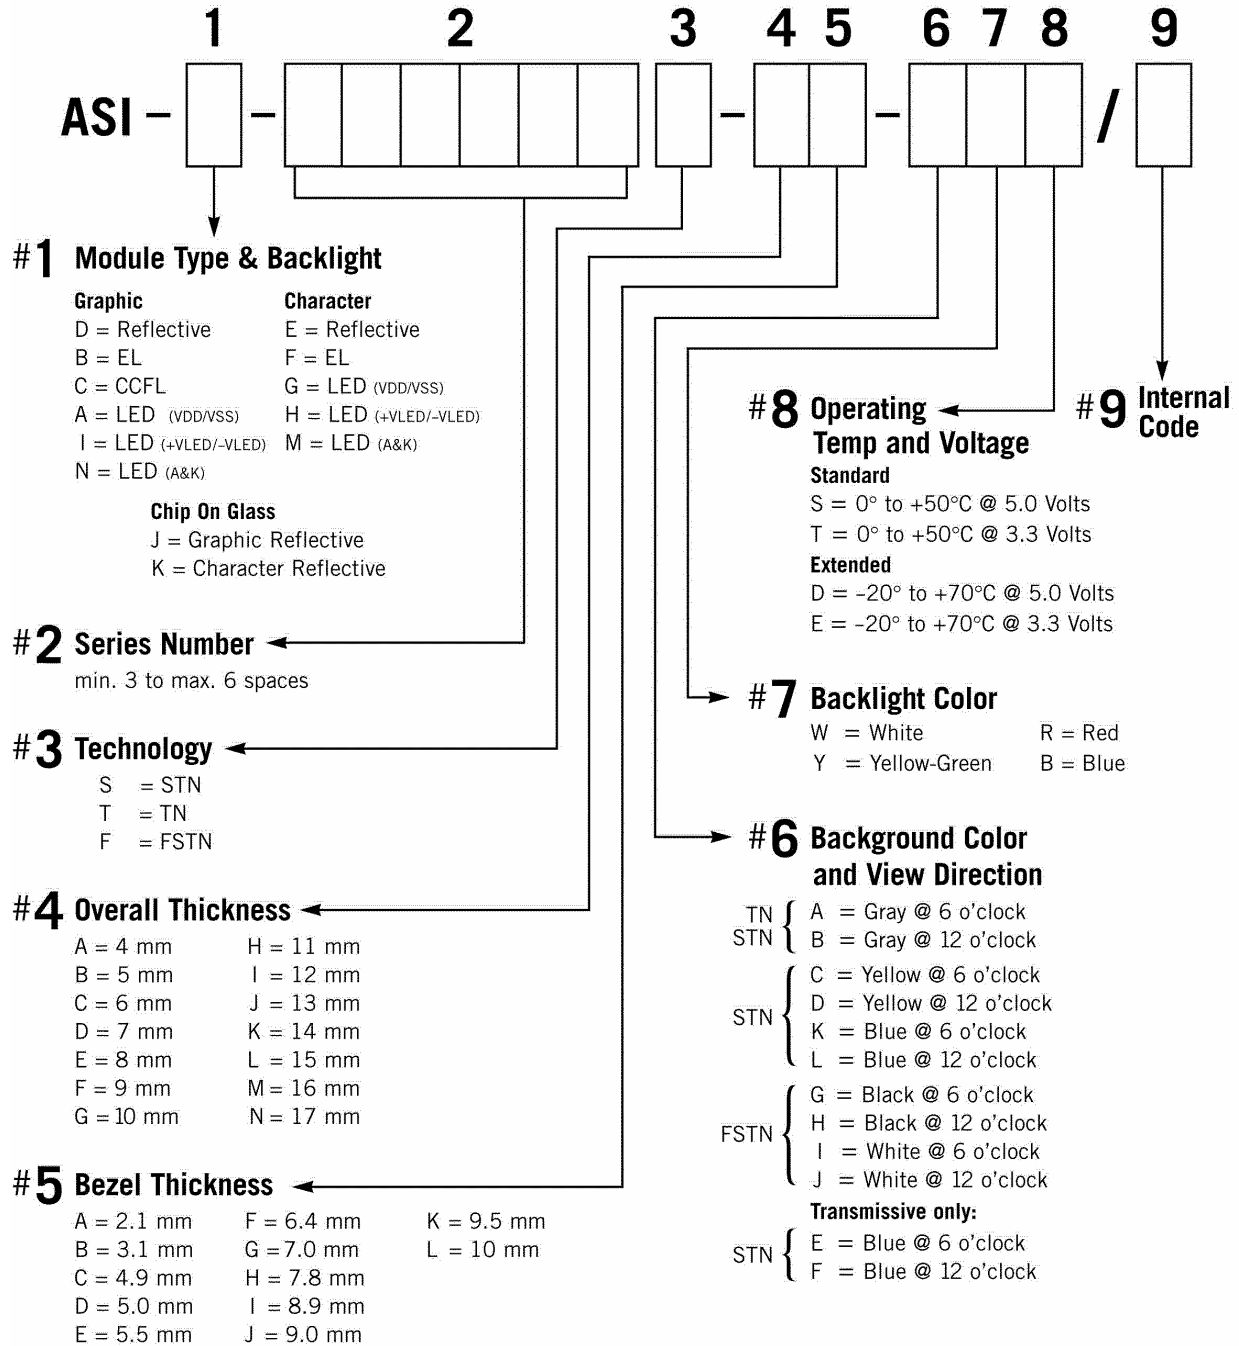 1 2 3 4 5 6 7 8 9
ASI – – – – /
#1 Module Type & Backlight
Graphic
D = Reflective
B = EL
C = CCFL
A = LED (VDD/VSS)
I = LED (+VLED/–VLED)
N = LED (A&K)
Character
E = Reflective
F = EL
G = LED (VDD/VSS)
H = LED (+VLED/–VLED)
M = LED (A&K)
Chip On Glass
J = Graphic Reflective
K = Character Reflective
#2 Series Number
min. 3 to max. 6 spaces
#3 Technology
S = STN
T = TN
F = FSTN
#4 Overall Thickness
A = 4 mm
B = 5 mm
C = 6 mm
D = 7 mm
E = 8 mm
F = 9 mm
G = 10 mm
H = 11 mm
I = 12 mm
J = 13 mm
K = 14 mm
L = 15 mm
M = 16 mm
N = 17 mm
#5 Bezel Thickness
A = 2.1 mm
B = 3.1 mm
C = 4.9 mm
D = 5.0 mm
E = 5.5 mm
F = 6.4 mm
G = 7.0 mm
H = 7.8 mm
I = 8.9 mm
J = 9.0 mm
K = 9.5 mm
L = 10 mm
#8 Operating
Temp and Voltage
Standard
S = 0° to +50°C @ 5.0 Volts
T = 0° to +50°C @ 3.3 Volts
Extended
D = –20° to +70°C @ 5.0 Volts
E = –20° to +70°C @ 3.3 Volts
#9 Internal
Code
#7 Backlight Color
W = White
Y = Yellow-Green
R = Red
B = Blue
#6 Background Color
and View Direction
TN
STN
A = Gray @ 6 o'clock
B = Gray @ 12 o'clock
STN
C = Yellow @ 6 o'clock
D = Yellow @ 12 o'clock
K = Blue @ 6 o'clock
L = Blue @ 12 o'clock
FSTN
G = Black @ 6 o'clock
H = Black @ 12 o'clock
I = White @ 6 o'clock
J = White @ 12 o'clock
Transmissive only:
STN
E = Blue @ 6 o'clock
F = Blue @ 12 o'clock